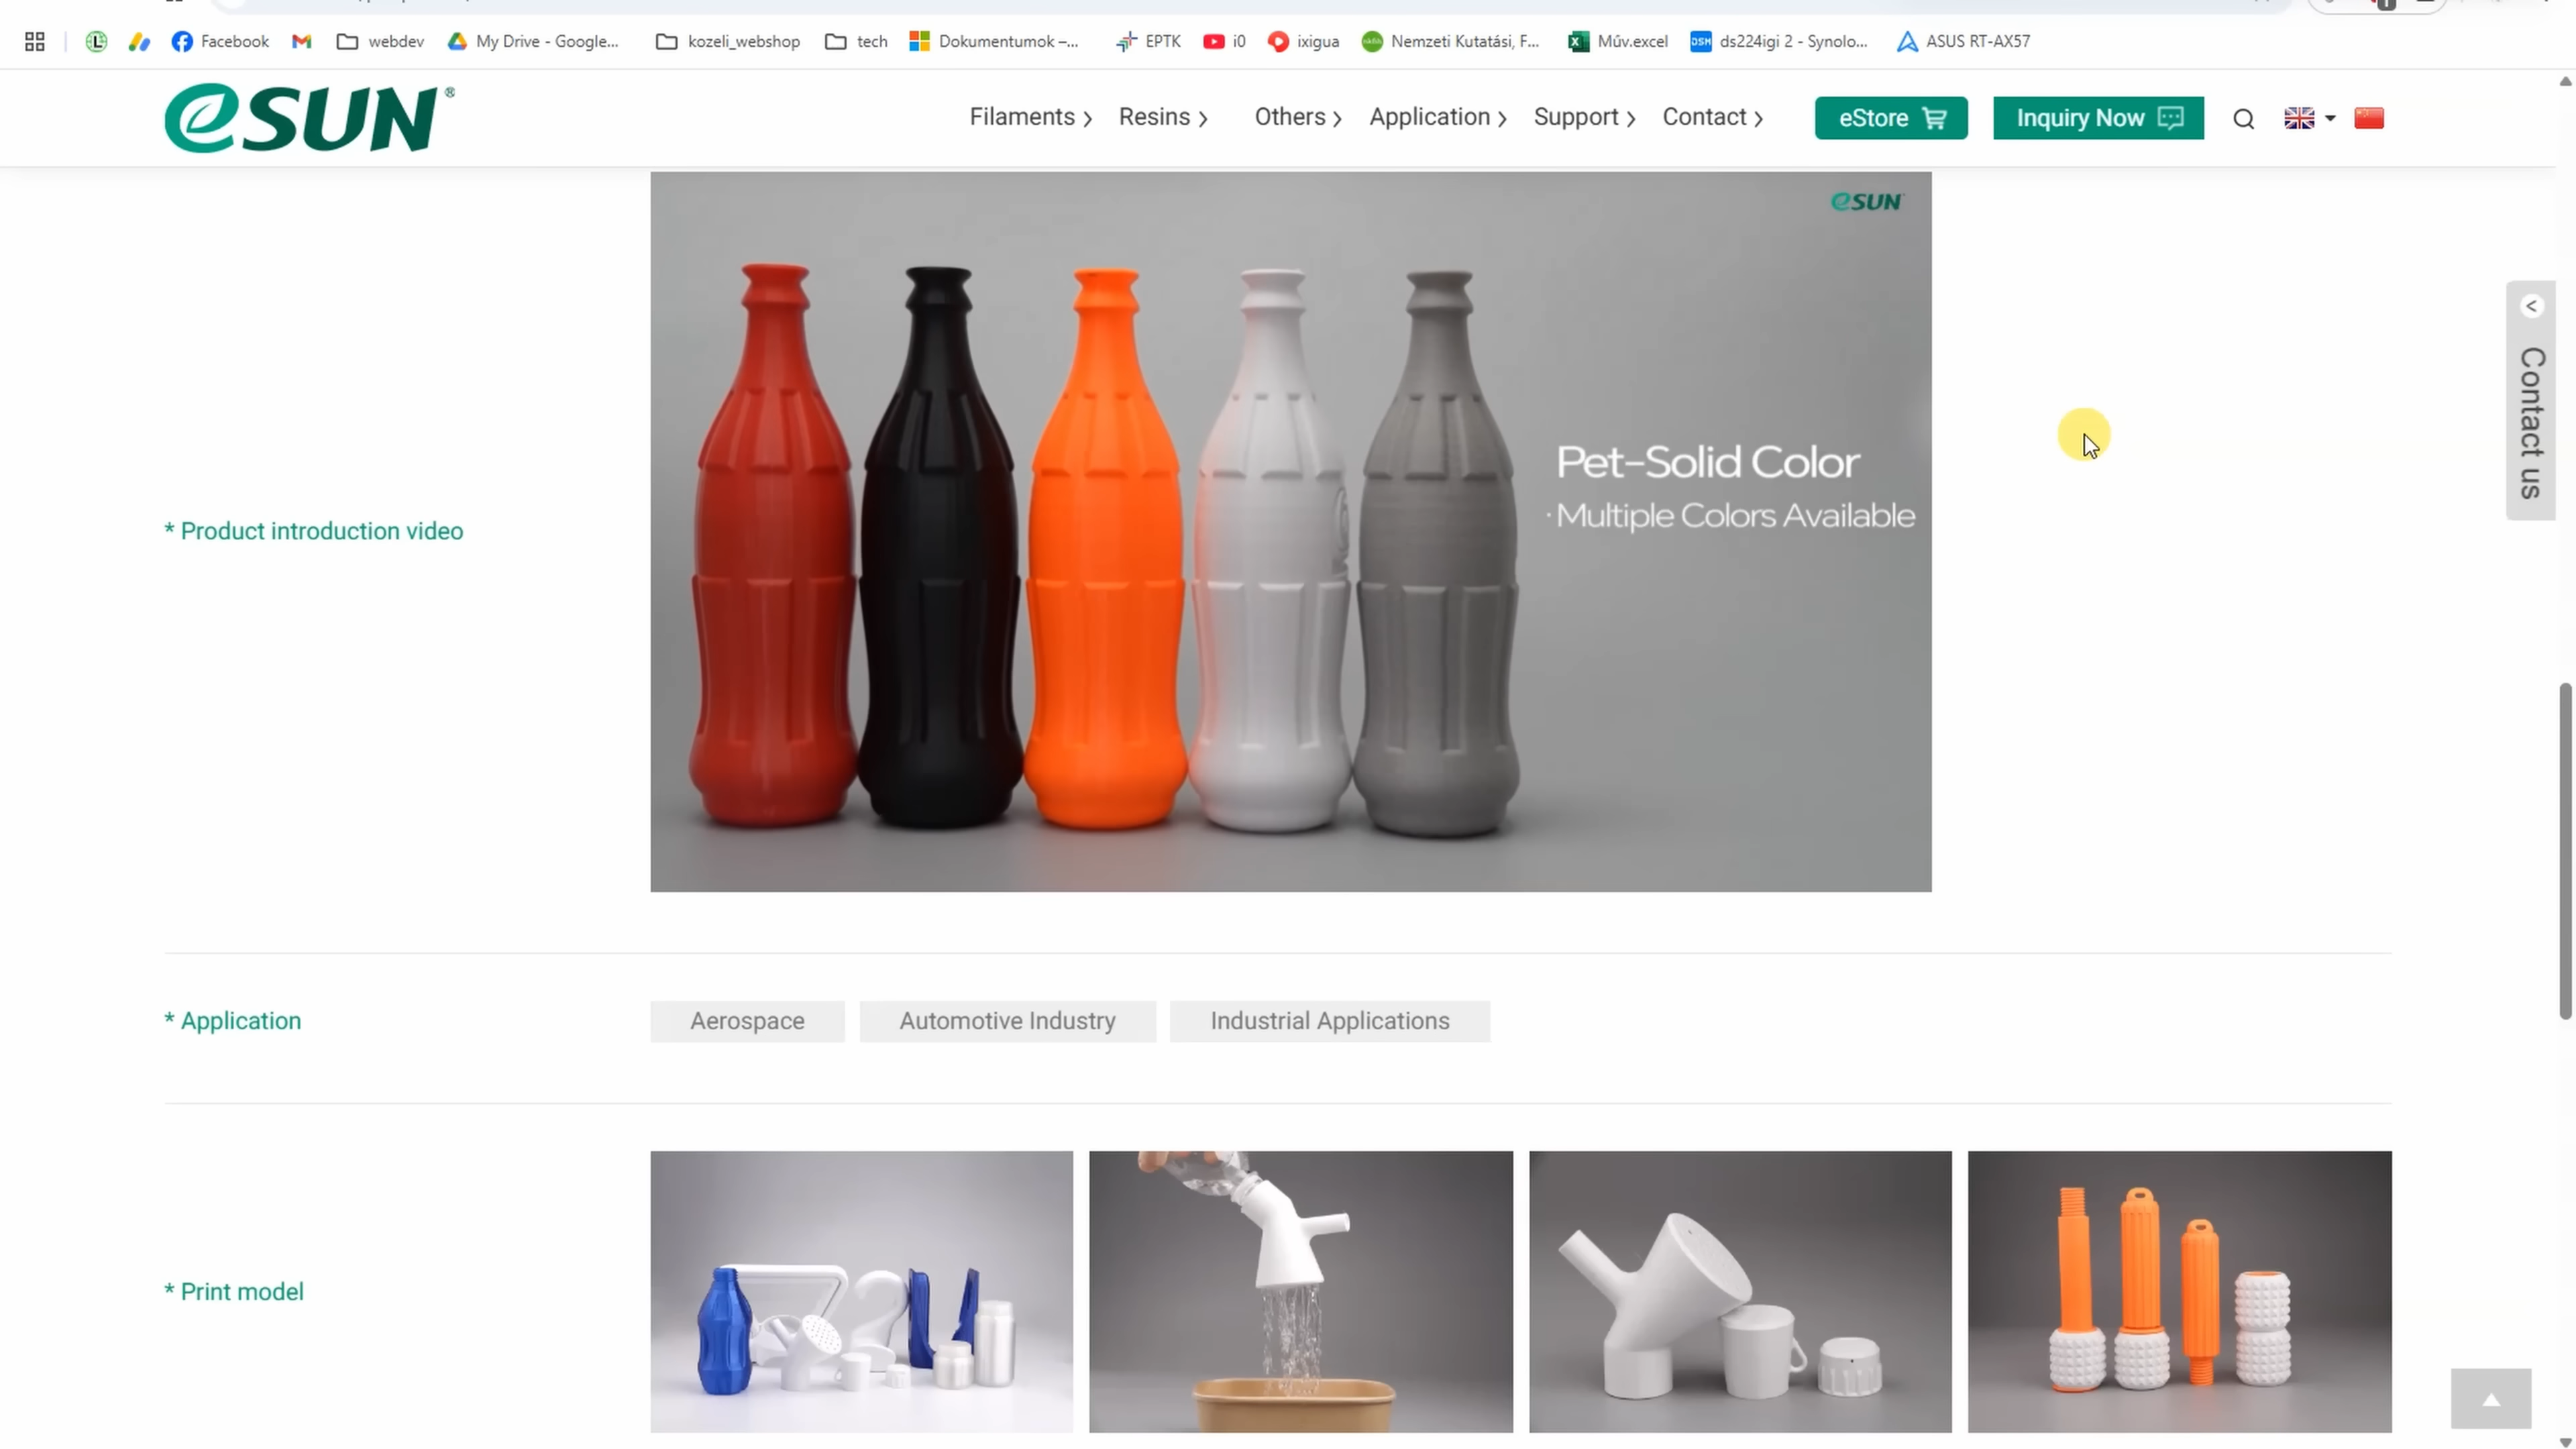 Facebook
webdev
My Drive - Google...
kozeli_webshop
tech
Dokumentumok –...
EPTK
i0
ixigua
Nemzeti Kutatási, F...
Műv.excel
ds224igi 2 - Synolo...
ASUS RT-AX57
eSUN®
Filaments
Resins
Others
Application
Support
Contact
eStore
Inquiry Now
eSUN
Pet-Solid Color
· Multiple Colors Available
* Product introduction video
< Contact us
* Application
Aerospace
Automotive Industry
Industrial Applications
* Print model